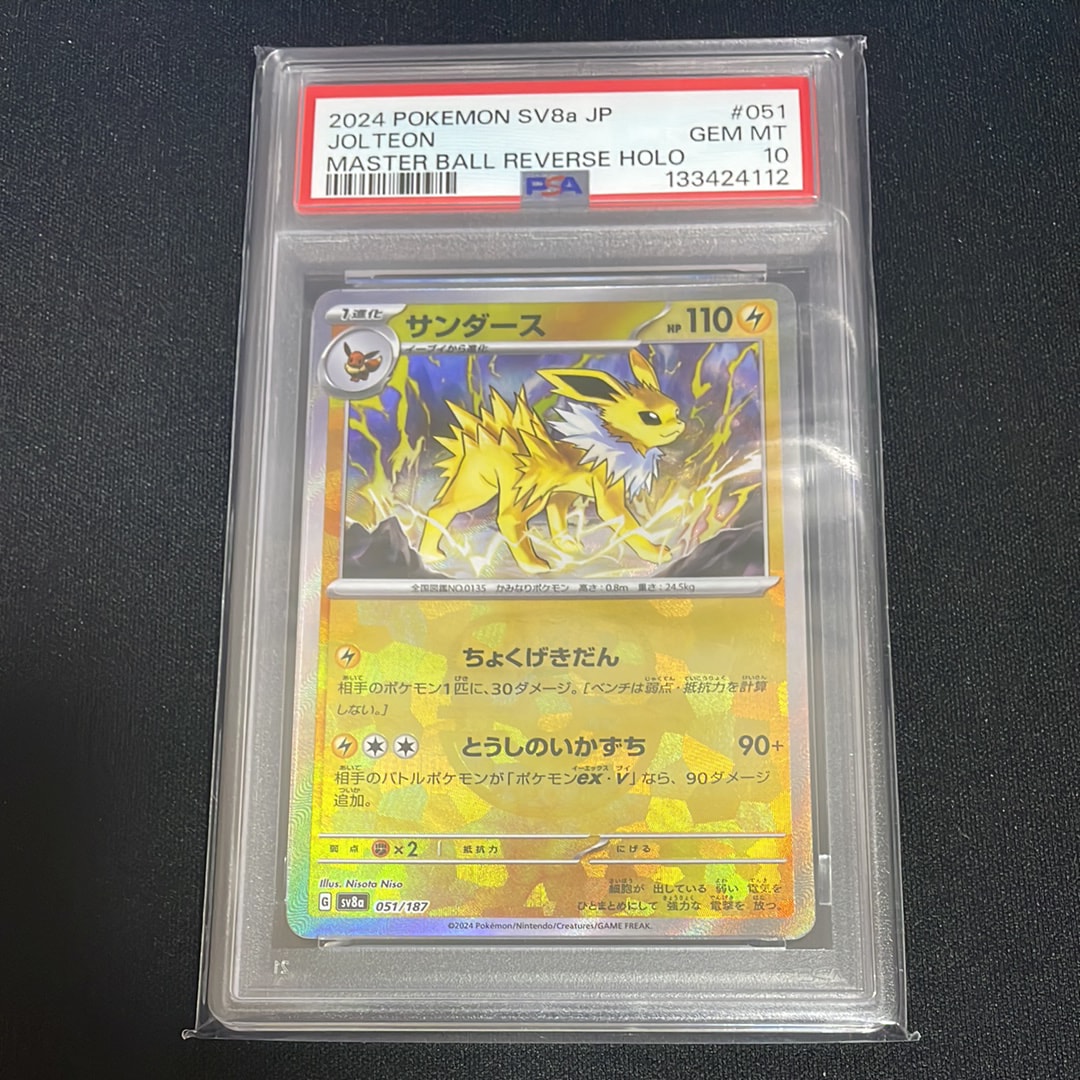 2024 POKEMON SV8a JP #051
JOLTEON GEM MT
MASTER BALL REVERSE HOLO 10
PSA 133424112
1進化 サンダース HP 110
イーブイから進化
全国図鑑NO.0135 かみなりポケモン 高さ:0.8m 重さ:24.5kg
ちょくげきだん
相手のポケモン1匹に、30ダメージ。[ベンチは弱点・抵抗力を計算
しない。]
とうしのいかずち 90+
相手のバトルポケモンが「ポケモンex・V」なら、90ダメージ
追加。
弱点 ×2 抵抗力 にげる
Illus. Nisota Niso
細胞が 出している 弱い 電気を
G sv8a 051/187
ひとまとめにして 強力な 電撃を 放つ。
©2024 Pokémon/Nintendo/Creatures/GAME FREAK.